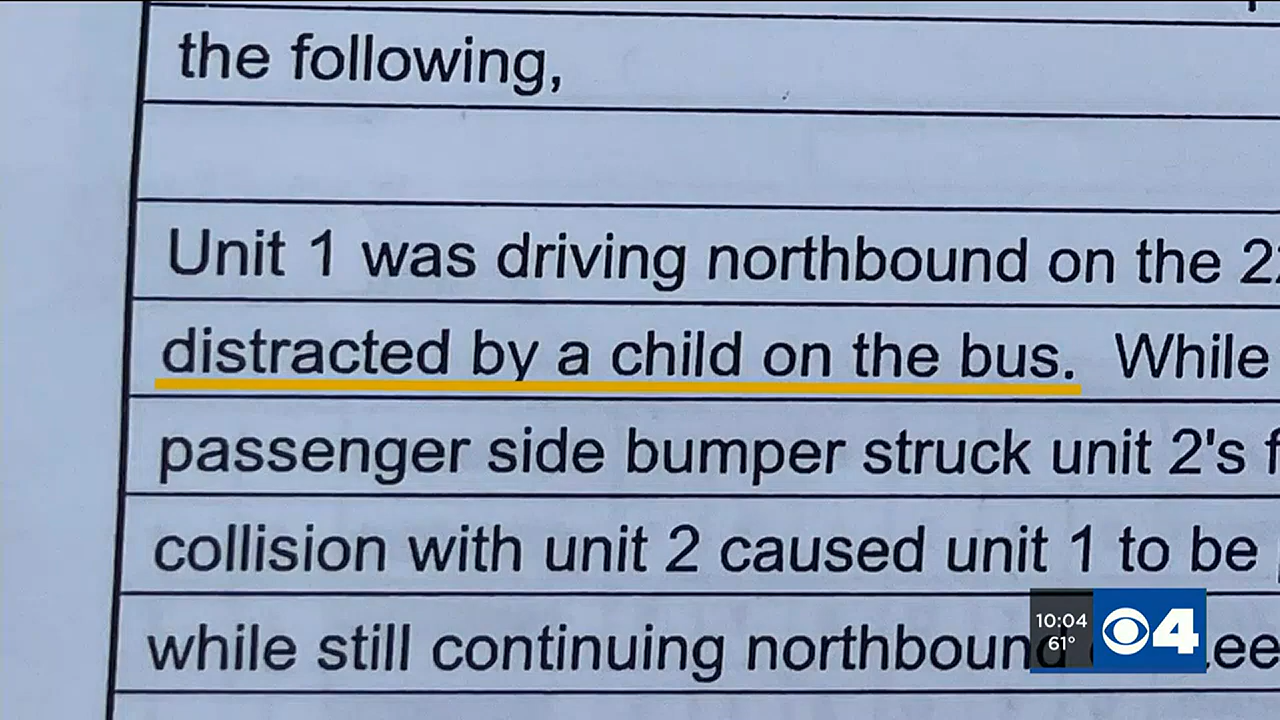 the following,
Unit 1 was driving northbound on the
distracted by a child on the bus. While
passenger side bumper struck unit 2's
collision with unit 2 caused unit 1 to be
while still continuing northbound
10:04
61°
4